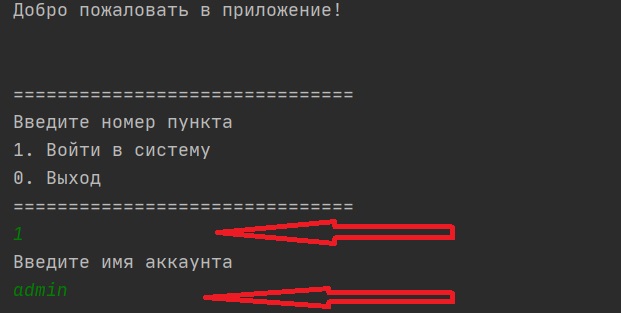 Добро пожаловать в приложение!
===============================
Введите номер пункта
1. Войти в систему
0. Выход
===============================
1
Введите имя аккаунта
admin